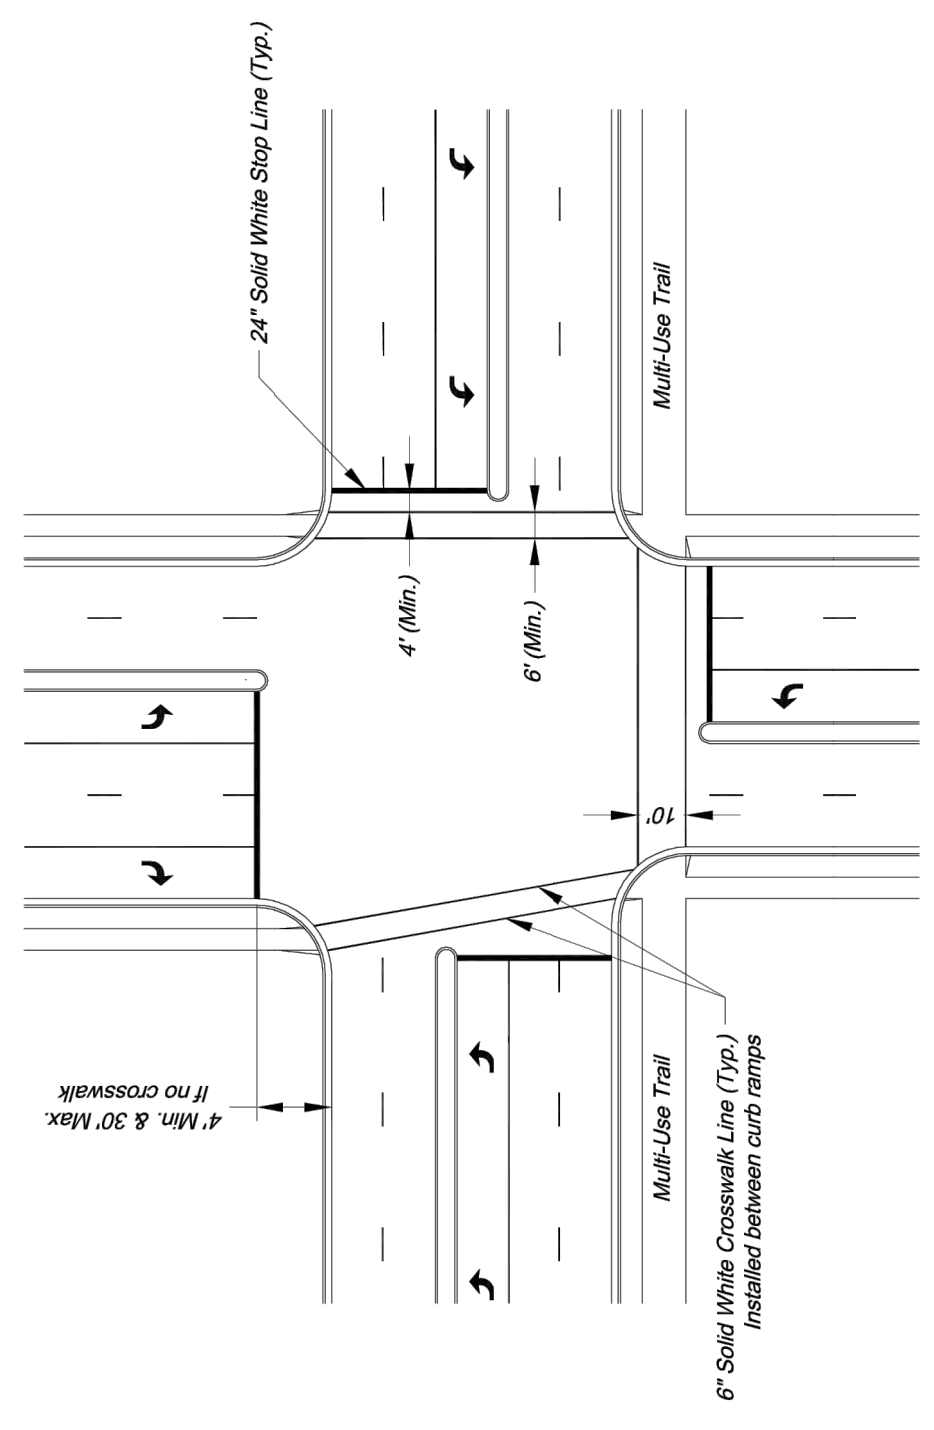 24" Solid White Stop Line (Typ.)
Multi-Use Trail
4' (Min.)
6' (Min.)
10'
4' Min. & 30' Max.
If no crosswalk
Multi-Use Trail
6" Solid White Crosswalk Line (Typ.)
Installed between curb ramps